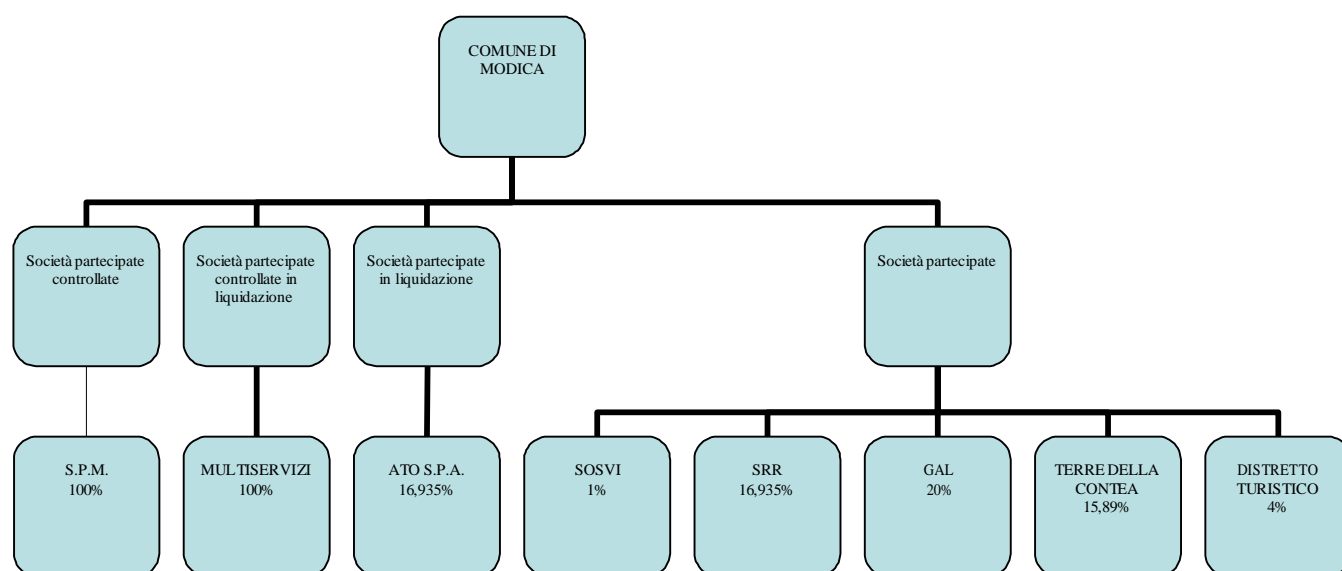 COMUNE DI
MODICA
Società partecipate
controllate
Società partecipate
controllate in
liquidazione
Società partecipate
in liquidazione
Società partecipate
S.P.M.
100%
MULTISERVIZI
100%
ATO S.P.A.
16,935%
SOSVI
1%
SRR
16,935%
GAL
20%
TERRE DELLA
CONTEA
15,89%
DISTRETTO
TURISTICO
4%